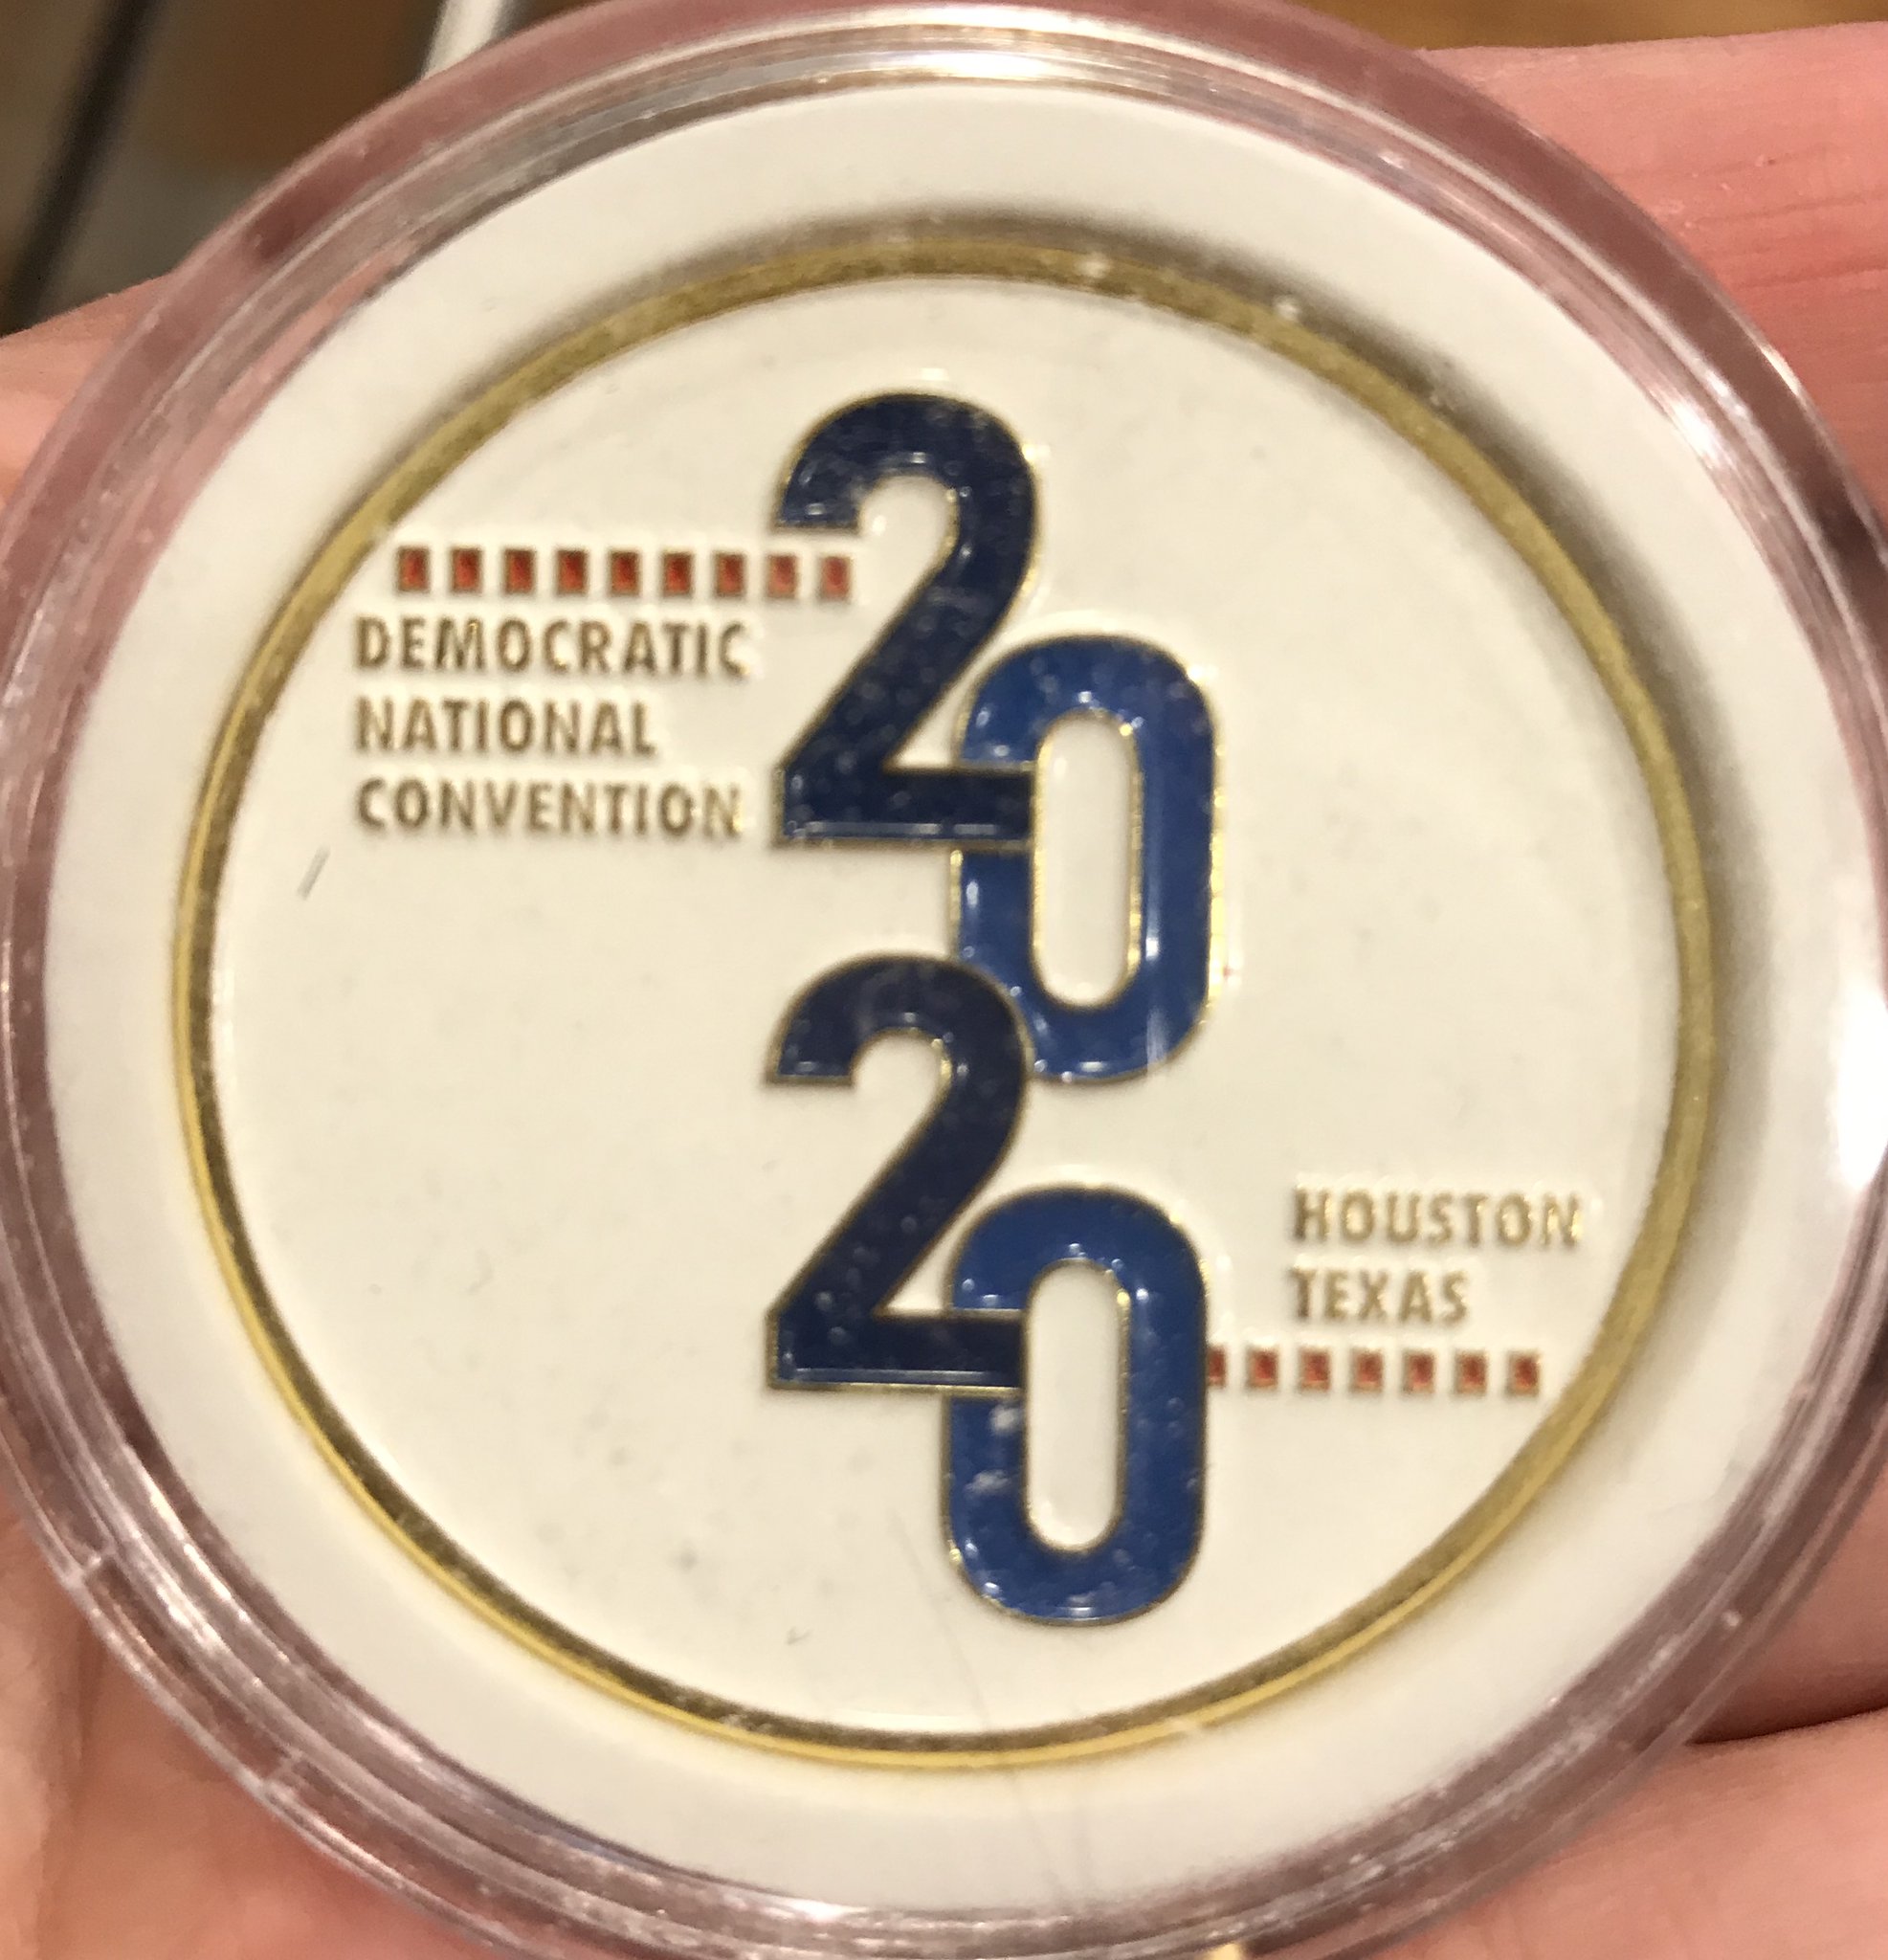 DEMOCRATIC
NATIONAL
CONVENTION
2020
HOUSTON
TEXAS